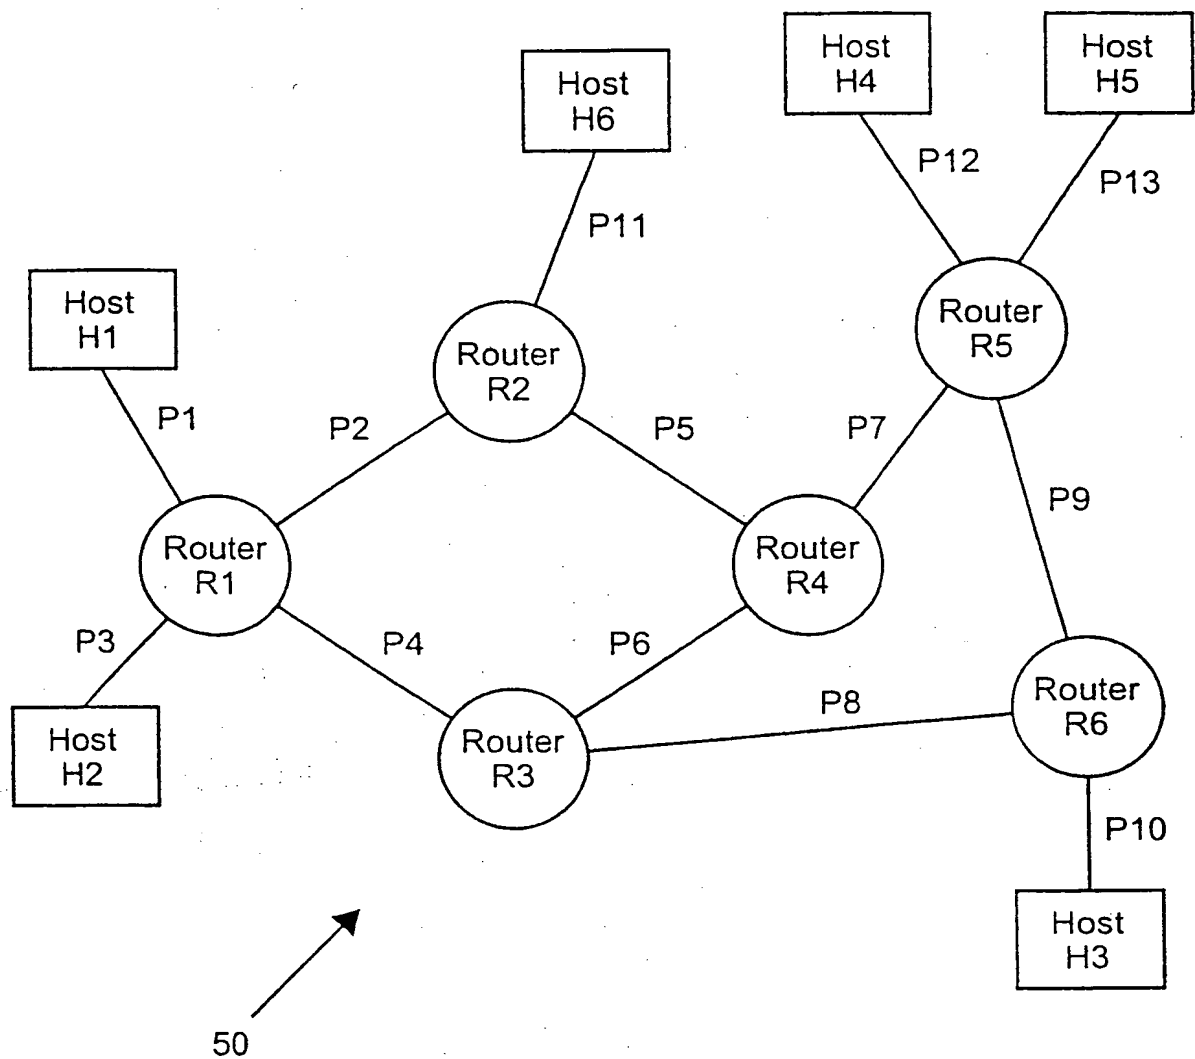 Host
H4
Host
H5
Host
H6
P12
P13
P11
Host
H1
Router
R5
Router
R2
P1
P2
P5
P7
P9
Router
R1
Router
R4
P3
P4
P6
P8
Router
R6
Host
H2
Router
R3
P10
Host
H3
50